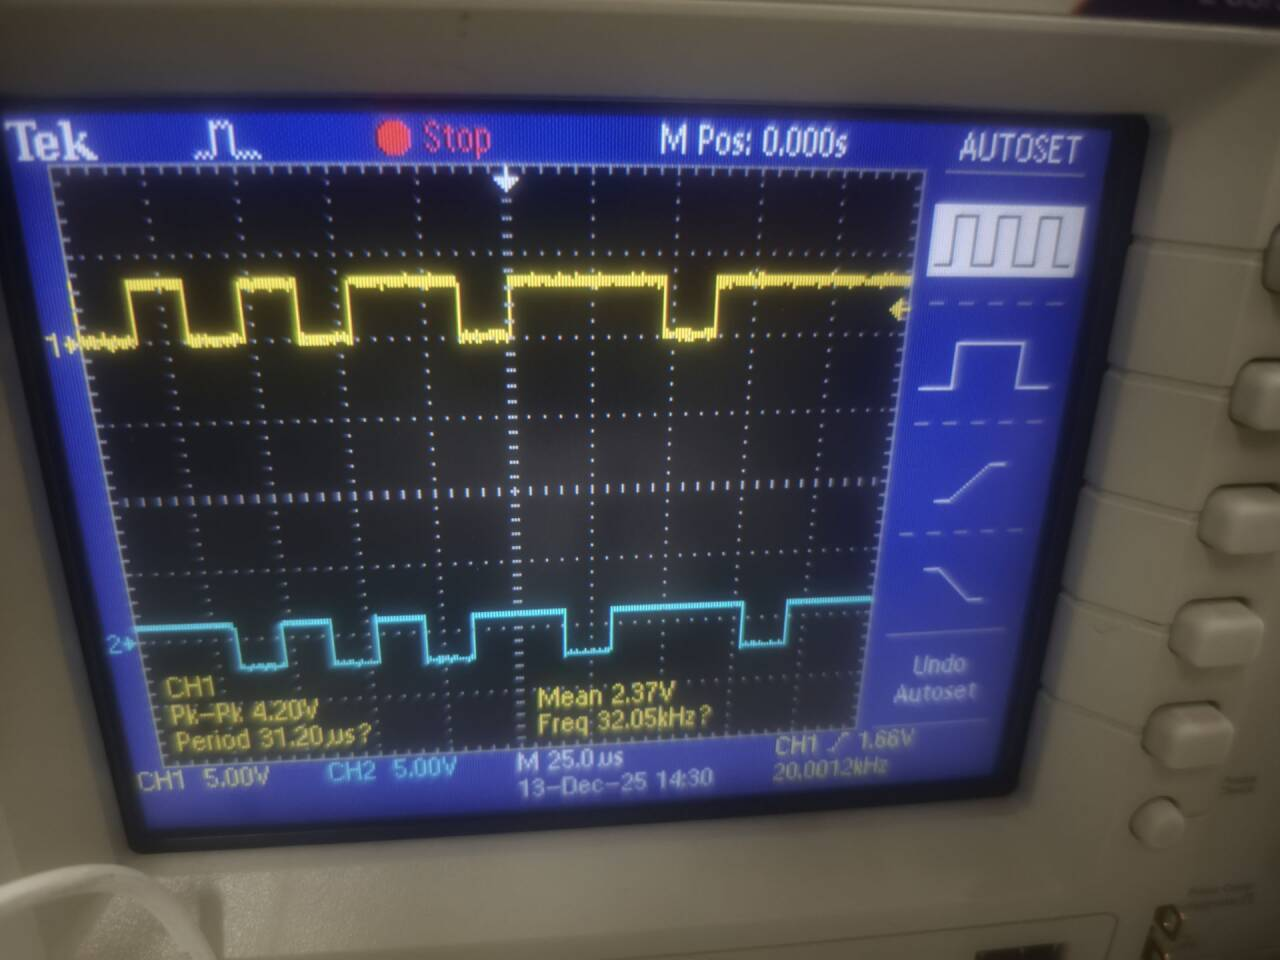 Tek Stop M Pos: 0.000s AUTOSET
1
2
CH1
Pk-Pk 4.20V Mean 2.37V
Period 31.20µs? Freq 32.05kHz?
Undo
Autoset
CH1 5.00V CH2 5.00V M 25.0µs CH1 1.66V
13-Dec-25 14:30 20.0012kHz